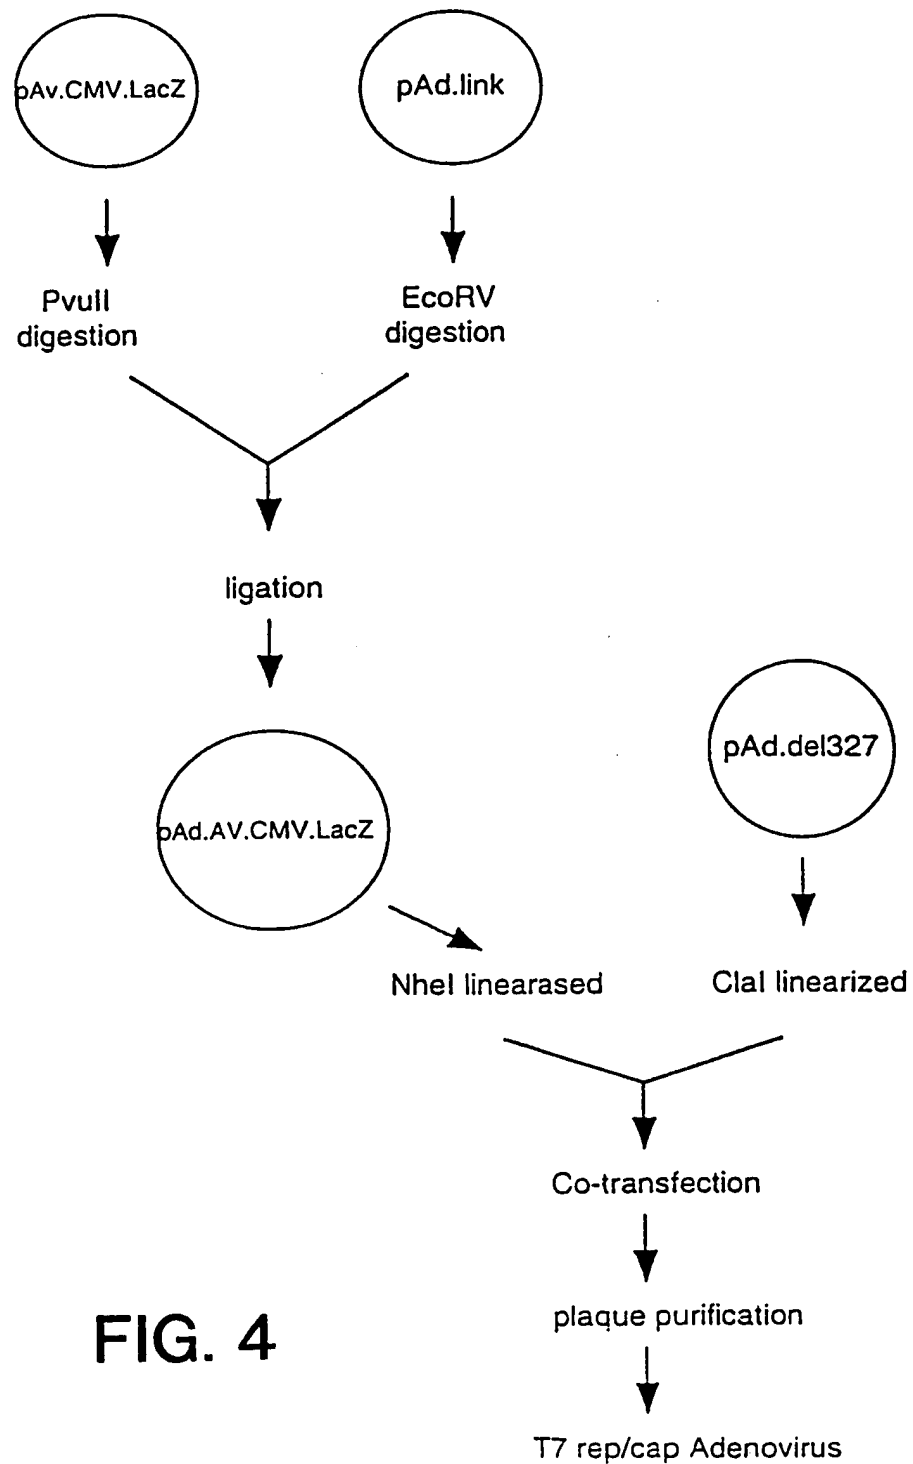 pAv.CMV.LacZ
pAd.link
PvuII
digestion
EcoRV
digestion
ligation
pAd.AV.CMV.LacZ
pAd.del327
NheI linearased
ClaI linearized
Co-transfection
plaque purification
T7 rep/cap Adenovirus
FIG. 4